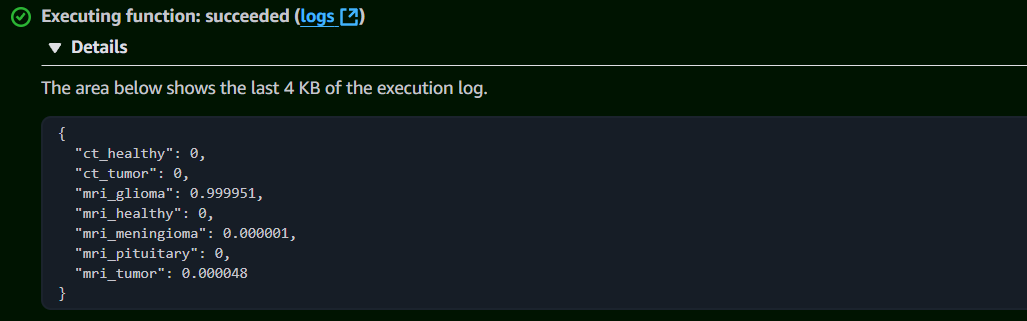 Executing function: succeeded (logs)
Details
The area below shows the last 4 KB of the execution log.
{
  "ct_healthy": 0,
  "ct_tumor": 0,
  "mri_glioma": 0.999951,
  "mri_healthy": 0,
  "mri_meningioma": 0.000001,
  "mri_pituitary": 0,
  "mri_tumor": 0.000048
}